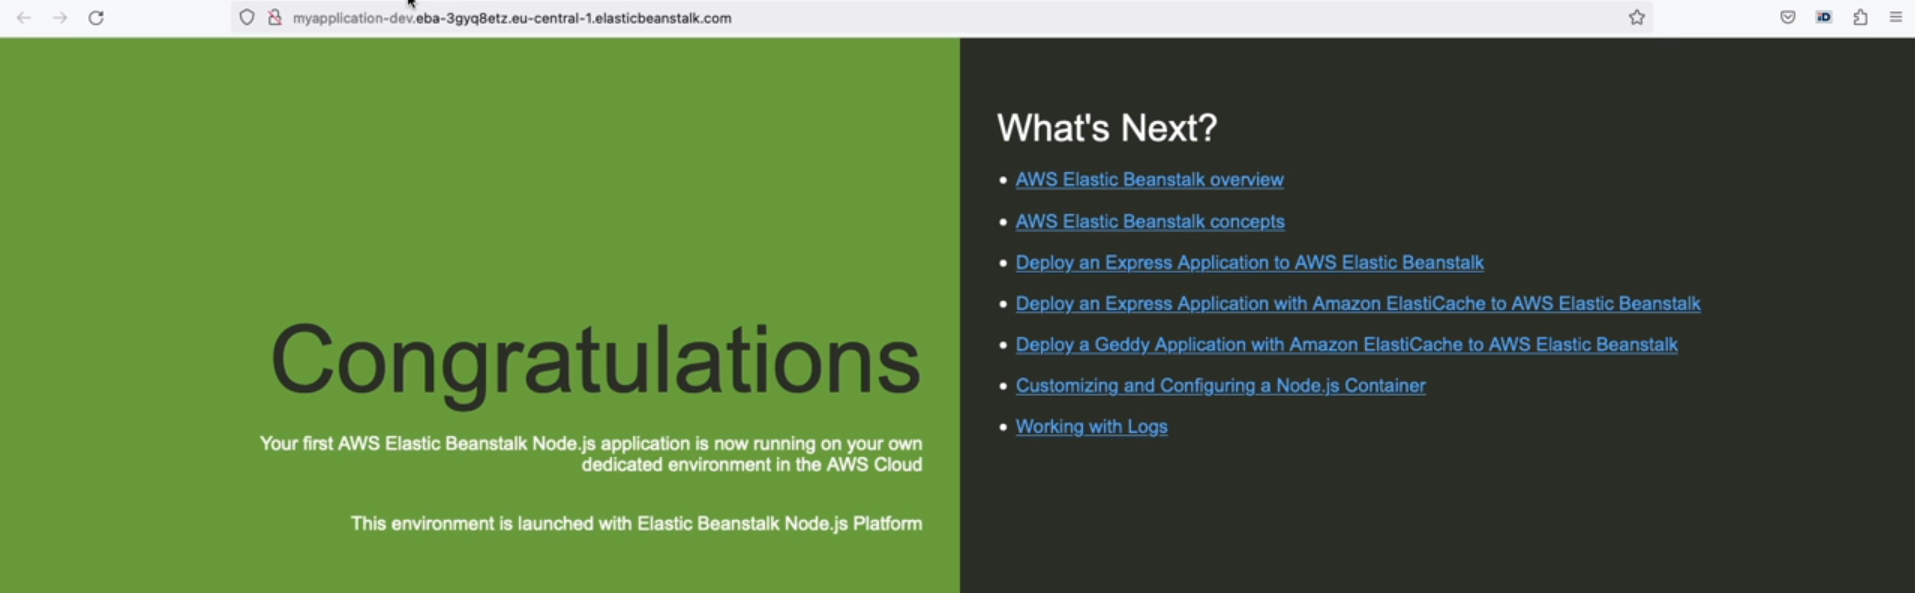 myapplication-dev.eba-3gyq8etz.eu-central-1.elasticbeanstalk.com
iD
Congratulations
Your first AWS Elastic Beanstalk Node.js application is now running on your own
dedicated environment in the AWS Cloud
This environment is launched with Elastic Beanstalk Node.js Platform
What's Next?
AWS Elastic Beanstalk overview
AWS Elastic Beanstalk concepts
Deploy an Express Application to AWS Elastic Beanstalk
Deploy an Express Application with Amazon ElastiCache to AWS Elastic Beanstalk
Deploy a Geddy Application with Amazon ElastiCache to AWS Elastic Beanstalk
Customizing and Configuring a Node.js Container
Working with Logs